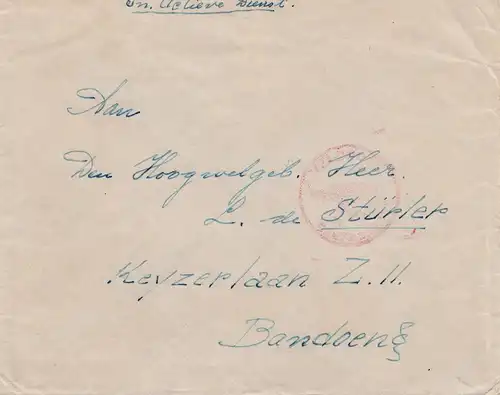 In Actieve Dienst.
Aan
Den Hoogwelgeb. Heer.
L. de Stürler
Keyzerlaan Z. 11.
Bandoeng